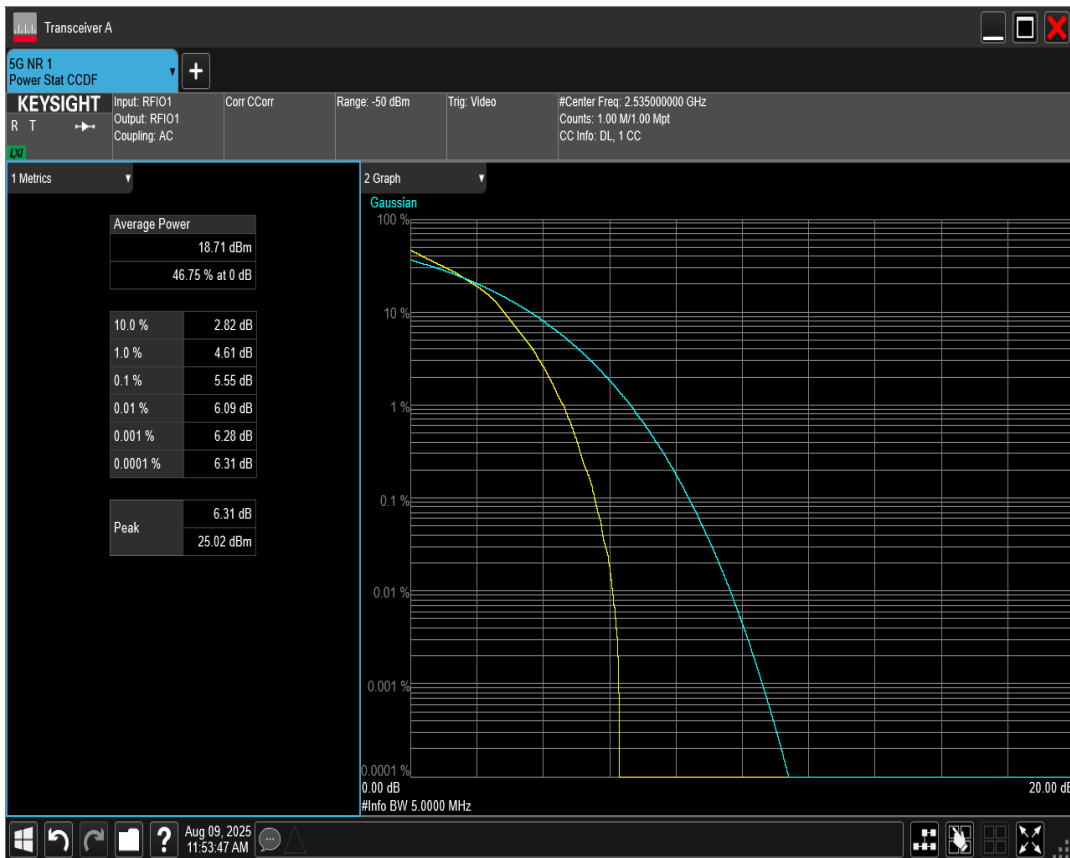 Transceiver A
5G NR 1
Power Stat CCDF
KEYSIGHT
R T
LXI
Input: RFIO1
Output: RFIO1
Coupling: AC
Corr CCorr
Range: -50 dBm
Trig: Video
#Center Freq: 2.535000000 GHz
Counts: 1.00 M/1.00 Mpt
CC Info: DL, 1 CC
1 Metrics
Average Power
18.71 dBm
46.75 % at 0 dB
10.0 % 2.82 dB
1.0 % 4.61 dB
0.1 % 5.55 dB
0.01 % 6.09 dB
0.001 % 6.28 dB
0.0001 % 6.31 dB
Peak
6.31 dB
25.02 dBm
2 Graph
Gaussian
100 %
10 %
1 %
0.1 %
0.01 %
0.001 %
0.0001 %
0.00 dB
20.00 dB
#Info BW 5.0000 MHz
?
Aug 09, 2025
11:53:47 AM